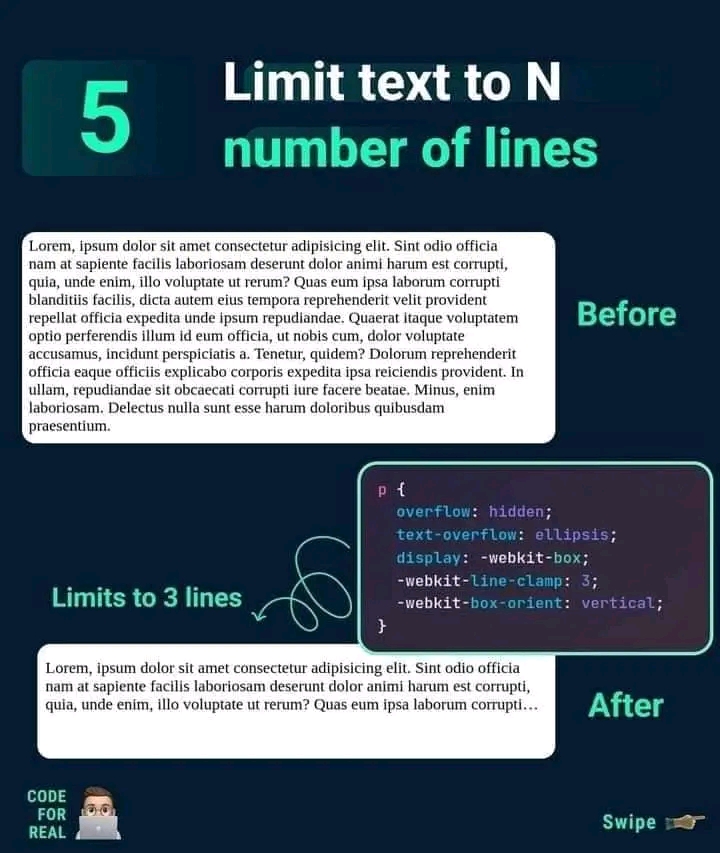 5
Limit text to N
number of lines
Lorem, ipsum dolor sit amet consectetur adipisicing elit. Sint odio officia
nam at sapiente facilis laboriosam deserunt dolor animi harum est corrupti,
quia, unde enim, illo voluptate ut rerum? Quas eum ipsa laborum corrupti
blanditiis facilis, dicta autem eius tempora reprehenderit velit provident
repellat officia expedita unde ipsum repudiandae. Quaerat itaque voluptatem
optio perferendis illum id eum officia, ut nobis cum, dolor voluptate
accusamus, incidunt perspiciatis a. Tenetur, quidem? Dolorum reprehenderit
officia eaque officiis explicabo corporis expedita ipsa reiciendis provident. In
ullam, repudiandae sit obcaecati corrupti iure facere beatae. Minus, enim
laboriosam. Delectus nulla sunt esse harum doloribus quibusdam
praesentium.
Before
p {
overflow: hidden;
text-overflow: ellipsis;
display: -webkit-box;
-webkit-line-clamp: 3;
-webkit-box-orient: vertical;
}
Limits to 3 lines
Lorem, ipsum dolor sit amet consectetur adipisicing elit. Sint odio officia
nam at sapiente facilis laboriosam deserunt dolor animi harum est corrupti,
quia, unde enim, illo voluptate ut rerum? Quas eum ipsa laborum corrupti…
After
CODE
FOR
REAL
Swipe